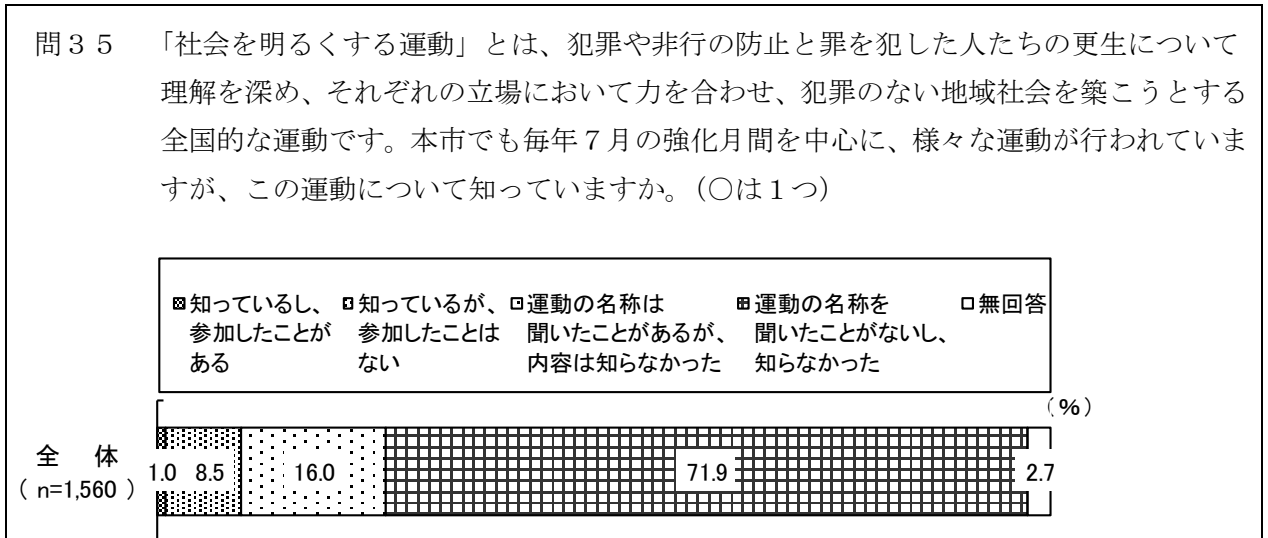 問３５　「社会を明るくする運動」とは、犯罪や非行の防止と罪を犯した人たちの更生について
理解を深め、それぞれの立場において力を合わせ、犯罪のない地域社会を築こうとする
全国的な運動です。本市でも毎年７月の強化月間を中心に、様々な運動が行われていま
すが、この運動について知っていますか。（○は１つ）
知っているし、 知っているが、 運動の名称は 運動の名称を 無回答
参加したことが 参加したことは 聞いたことがあるが、 聞いたことがないし、
ある ない 内容は知らなかった 知らなかった
（％）
全　体
（ n=1,560 ）
1.0 8.5 16.0 71.9 2.7